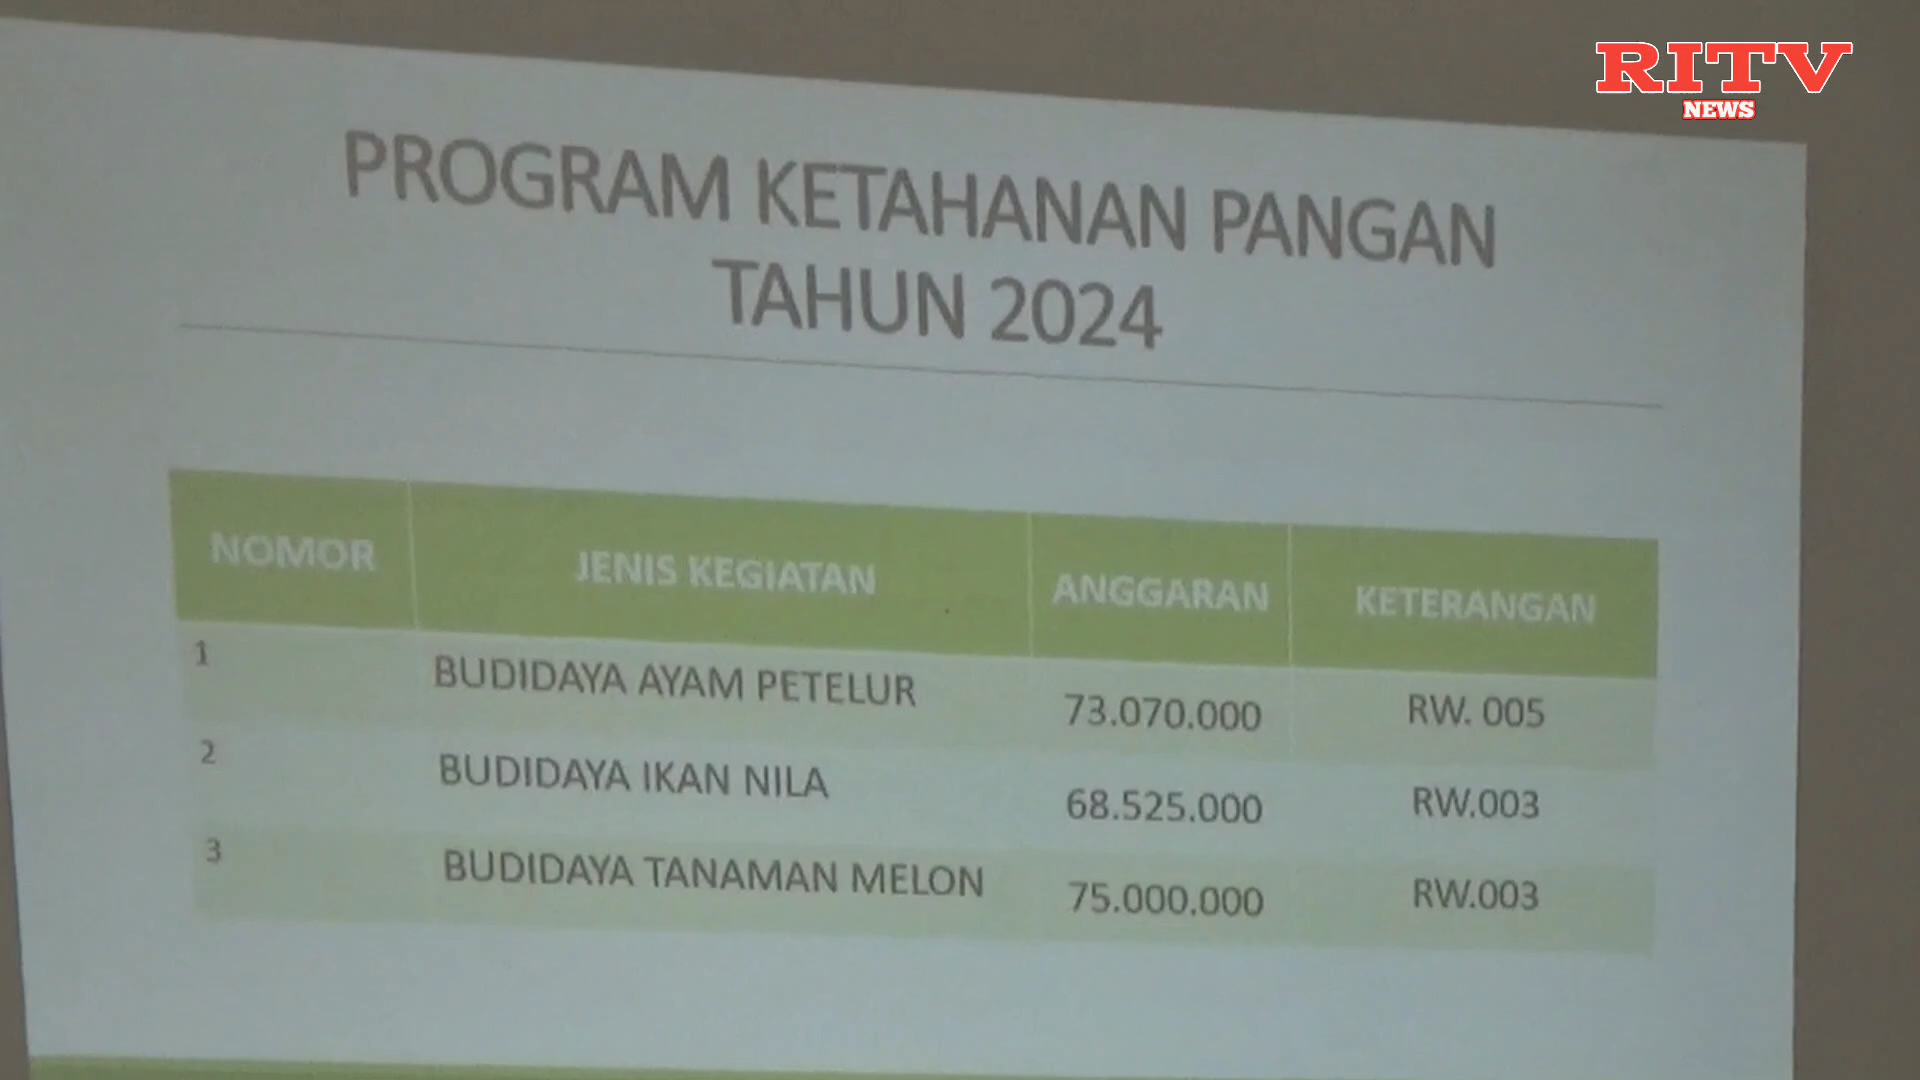 RITV
NEWS
PROGRAM KETAHANAN PANGAN
TAHUN 2024
NOMOR JENIS KEGIATAN ANGGARAN KETERANGAN
1 BUDIDAYA AYAM PETELUR 73.070.000 RW. 005
2 BUDIDAYA IKAN NILA 68.525.000 RW.003
3 BUDIDAYA TANAMAN MELON 75.000.000 RW.003